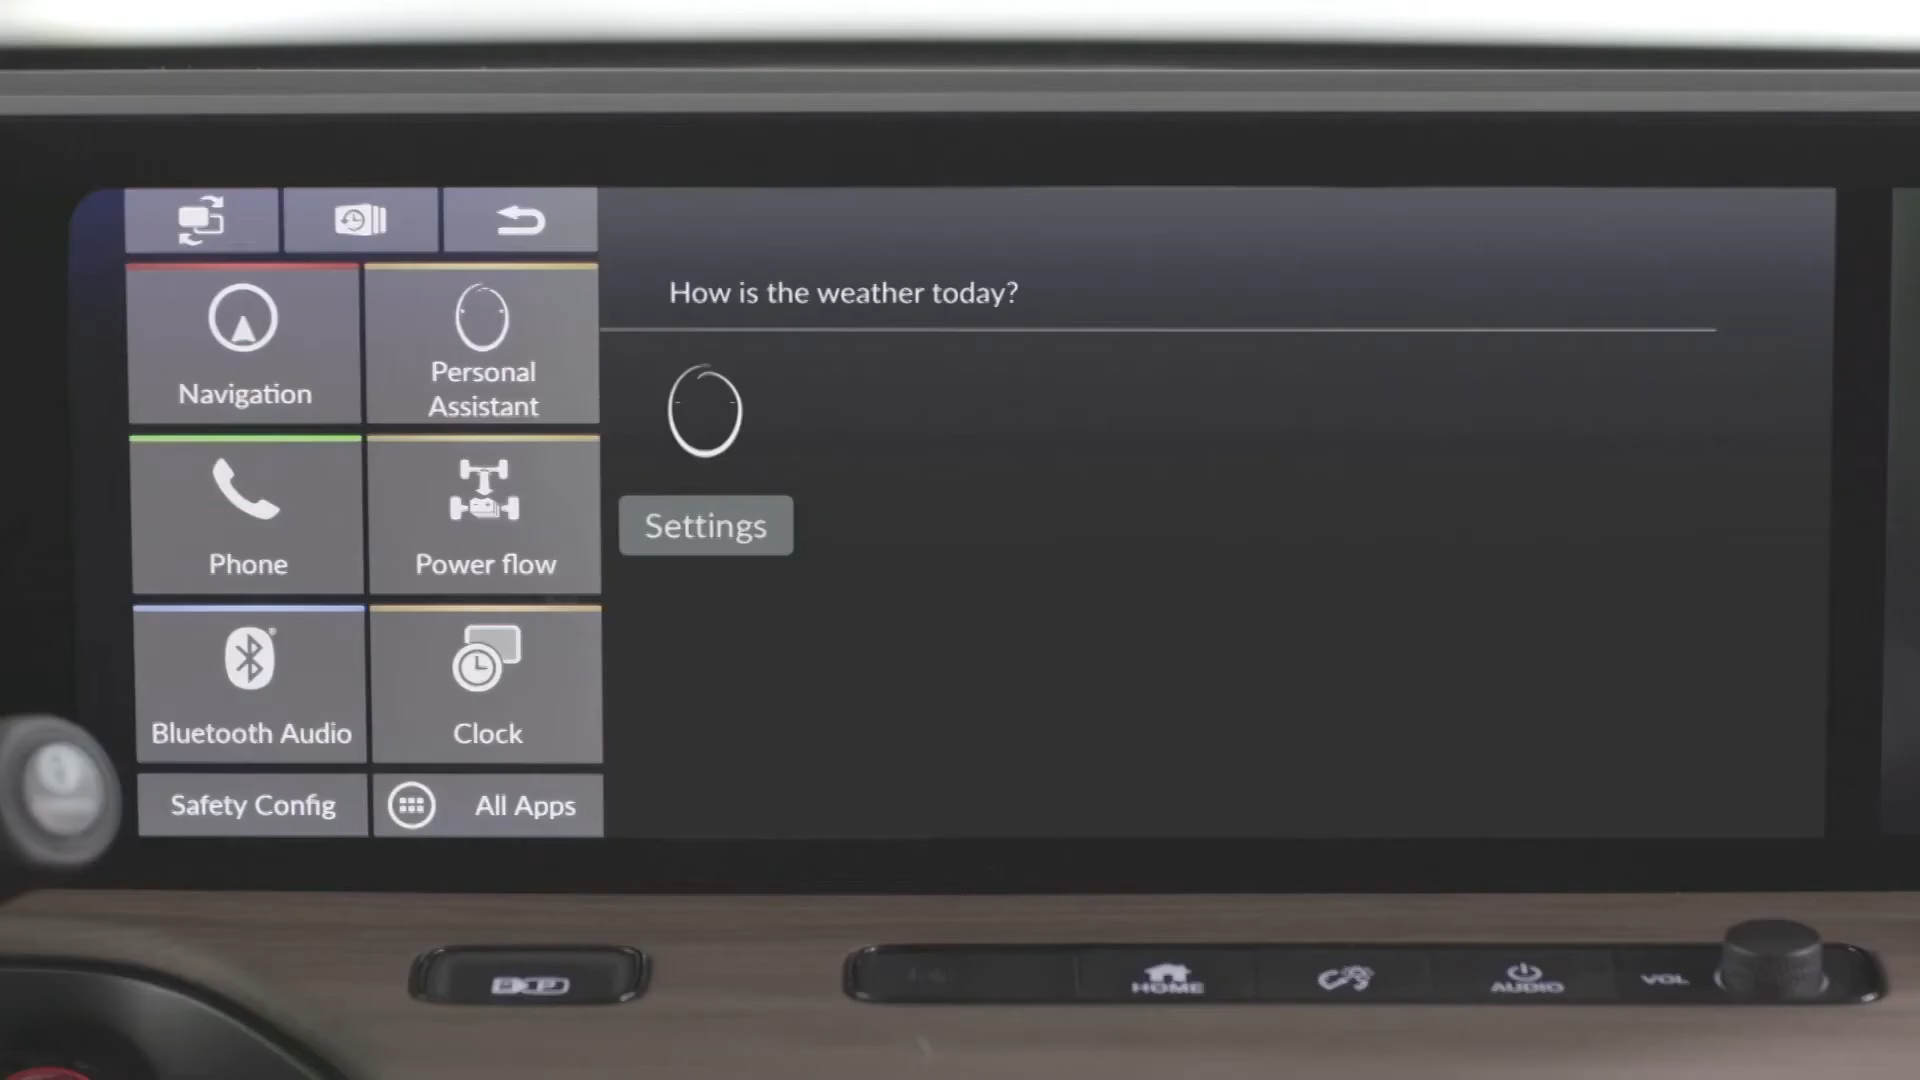 How is the weather today?
Navigation
Personal
Assistant
Settings
Phone
Power flow
Bluetooth Audio
Clock
Safety Config
All Apps
HOME
AUDIO
VOL